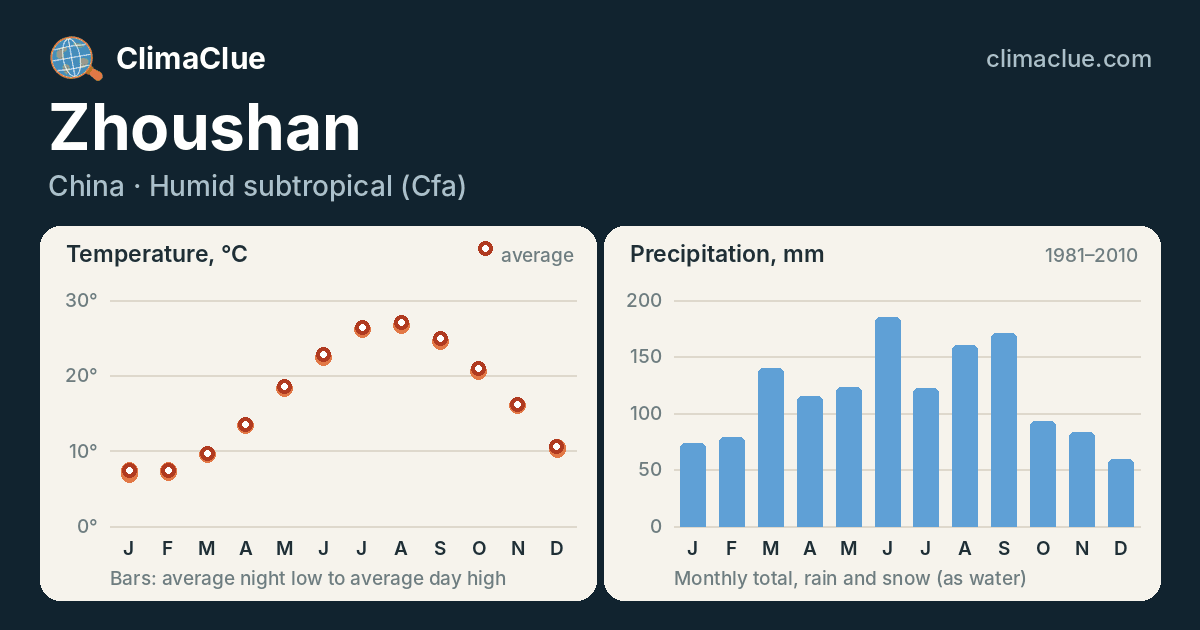 ClimaClue
climaclue.com
Zhoushan
China · Humid subtropical (Cfa)
Temperature, °C
average
30°
20°
10°
0°
J F M A M J J A S O N D
Bars: average night low to average day high
Precipitation, mm
1981–2010
200
150
100
50
0
J F M A M J J A S O N D
Monthly total, rain and snow (as water)